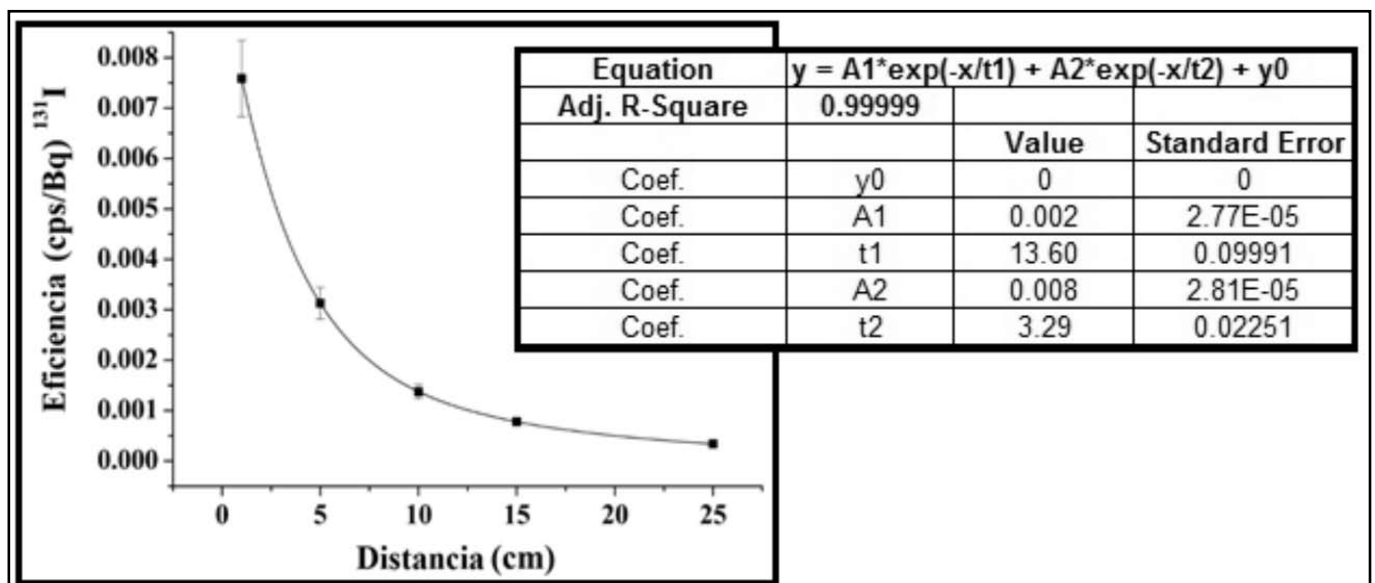 0.008
0.007
0.006
0.005
0.004
0.003
0.002
0.001
0.000
Eficiencia (cps/Bq) ¹³¹I
0 5 10 15 20 25
Distancia (cm)
Equation y = A1*exp(-x/t1) + A2*exp(-x/t2) + y0
Adj. R-Square 0.99999
Value Standard Error
Coef. y0 0 0
Coef. A1 0.002 2.77E-05
Coef. t1 13.60 0.09991
Coef. A2 0.008 2.81E-05
Coef. t2 3.29 0.02251